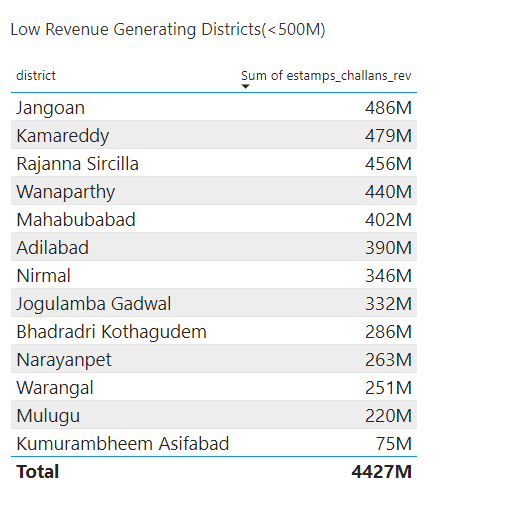 Low Revenue Generating Districts(<500M)
district Sum of estamps_challans_rev
Jangoan 486M
Kamareddy 479M
Rajanna Sircilla 456M
Wanaparthy 440M
Mahabubabad 402M
Adilabad 390M
Nirmal 346M
Jogulamba Gadwal 332M
Bhadradri Kothagudem 286M
Narayanpet 263M
Warangal 251M
Mulugu 220M
Kumurambheem Asifabad 75M
Total 4427M